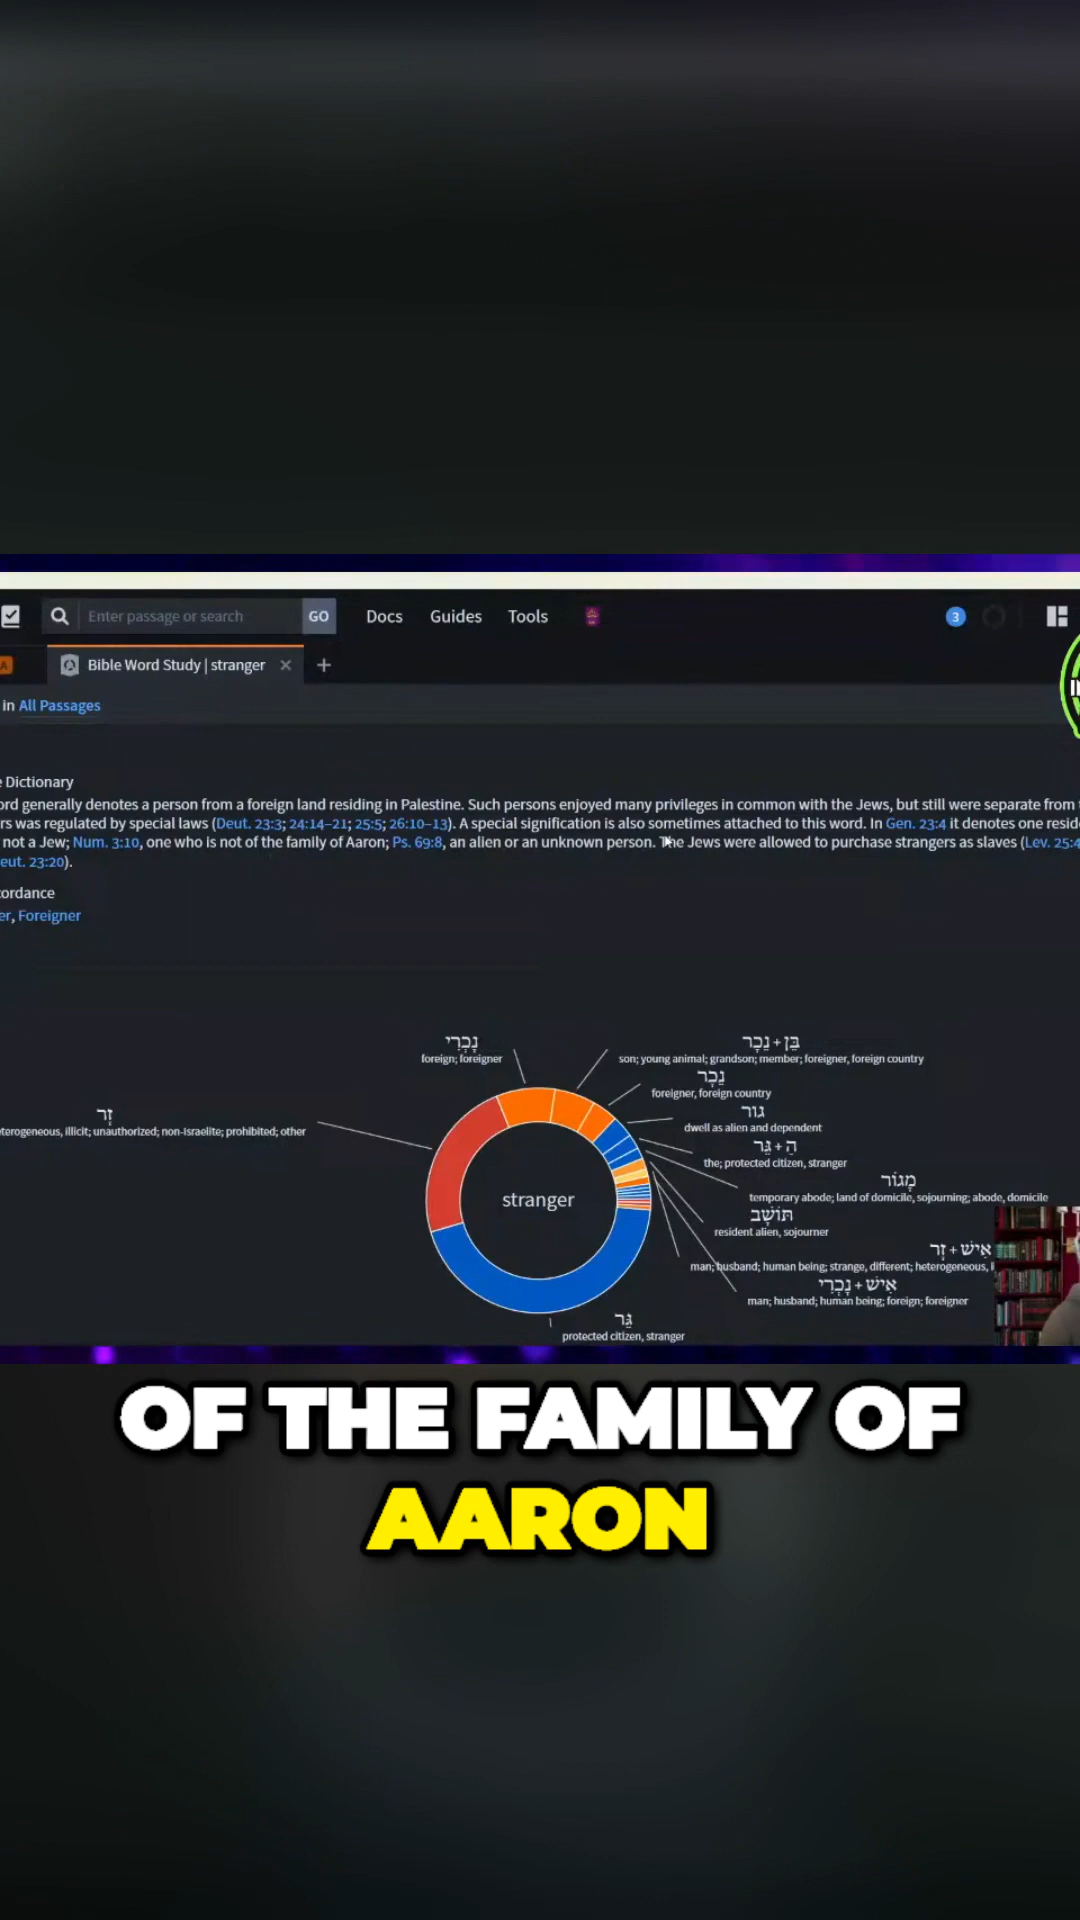 Enter passage or search
GO
Docs
Guides
Tools
3
A
Bible Word Study | stranger
in All Passages
Dictionary
generally denotes a person from a foreign land residing in Palestine. Such persons enjoyed many privileges in common with the Jews, but still were separate from
was regulated by special laws (Deut. 23:3; 24:14–21; 25:5; 26:10–13). A special signification is also sometimes attached to this word. In Gen. 23:4 it denotes one
not a Jew; Num. 3:10, one who is not of the family of Aaron; Ps. 69:8, an alien or an unknown person. The Jews were allowed to purchase strangers as slaves (Lev.
23:20).
Foreigner
נָכְרִי
foreign; foreigner
בֵּן + נֵכָר
son; young animal; grandson; member; foreigner, foreign country
נֵכָר
foreigner, foreign country
גור
dwell as alien and dependent
הַ + גֵּר
the; protected citizen, stranger
זָר
illicit; unauthorized; non-israelite; prohibited; other
מָגוֹר
temporary abode; land of domicile, sojourning; abode, domicile
stranger
תּוֹשָׁב
resident alien, sojourner
אִישׁ + זָר
man; husband; human being; strange, different; heterogeneous,
אִישׁ + נָכְרִי
man; husband; human being; foreign; foreigner
גֵּר
protected citizen, stranger
OF THE FAMILY OF
AARON